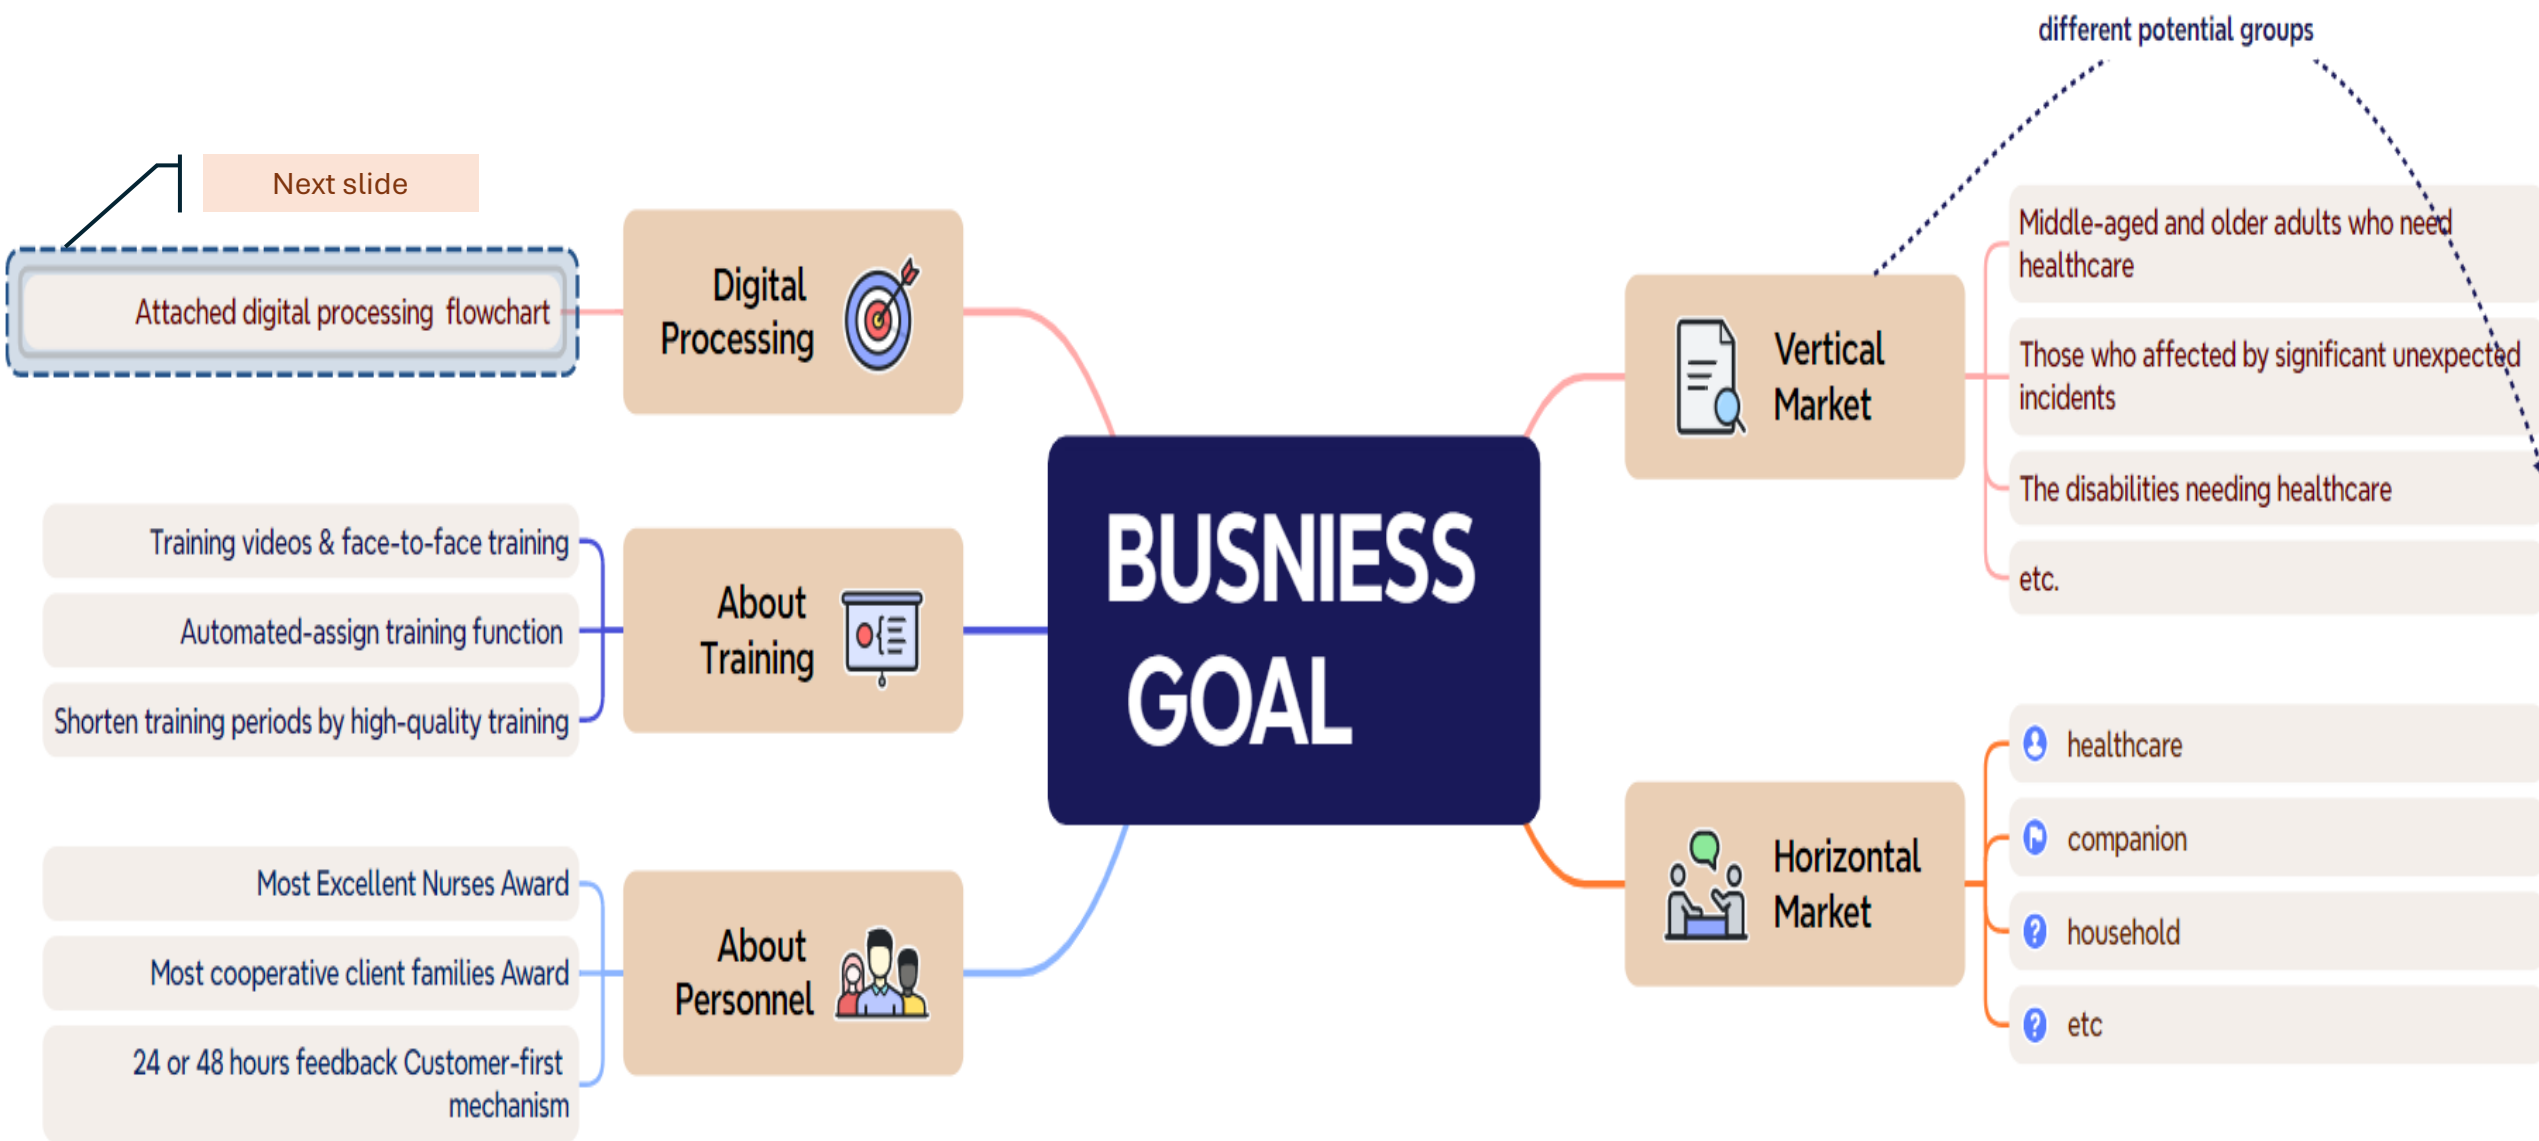 different potential groups
Next slide
Attached digital processing flowchart
Digital
Processing
Training videos & face-to-face training
Automated-assign training function
Shorten training periods by high-quality training
About
Training
Most Excellent Nurses Award
Most cooperative client families Award
24 or 48 hours feedback Customer-first
mechanism
About
Personnel
BUSNIESS
GOAL
Vertical
Market
Middle-aged and older adults who need
healthcare
Those who affected by significant unexpected
incidents
The disabilities needing healthcare
etc.
Horizontal
Market
healthcare
companion
household
etc